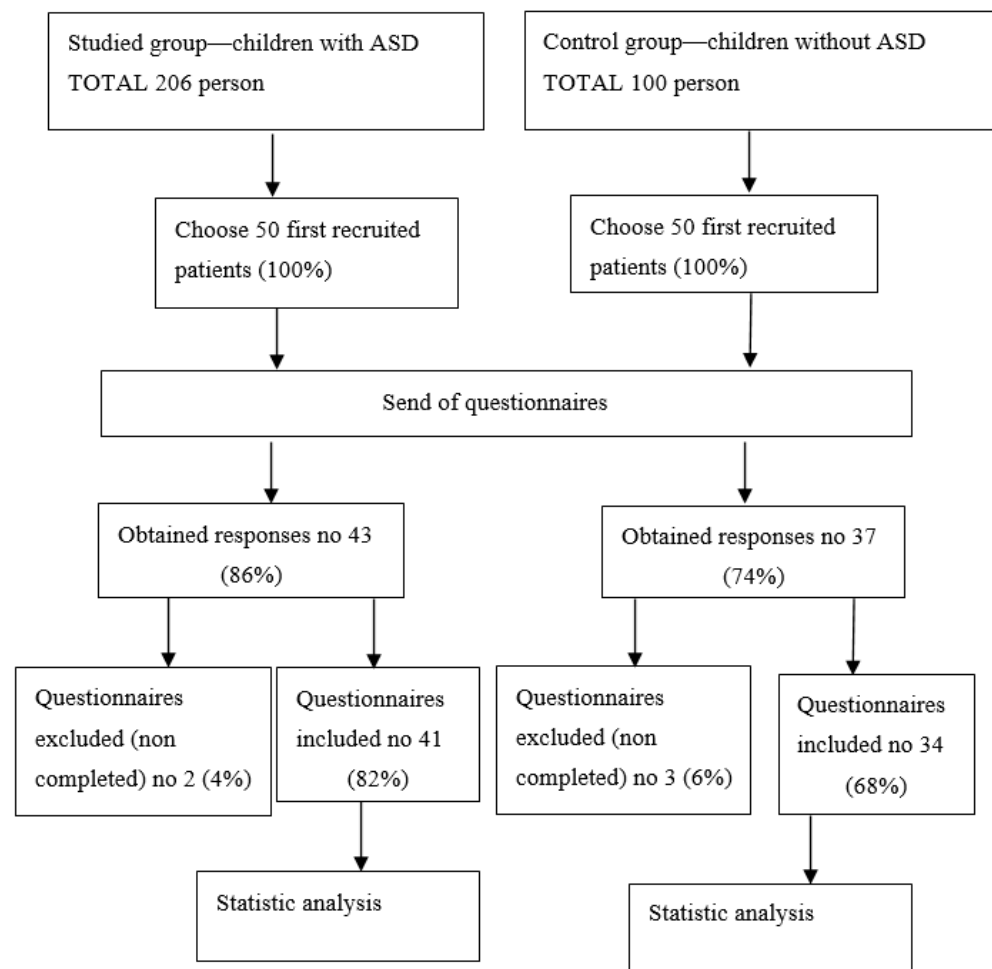 Studied group—children with ASD
TOTAL 206 person
Control group—children without ASD
TOTAL 100 person
Choose 50 first recruited
patients (100%)
Choose 50 first recruited
patients (100%)
Send of questionnaires
Obtained responses no 43
(86%)
Obtained responses no 37
(74%)
Questionnaires
excluded (non
completed) no 2 (4%)
Questionnaires
included no 41
(82%)
Questionnaires
excluded (non
completed) no 3 (6%)
Questionnaires
included no 34
(68%)
Statistic analysis
Statistic analysis